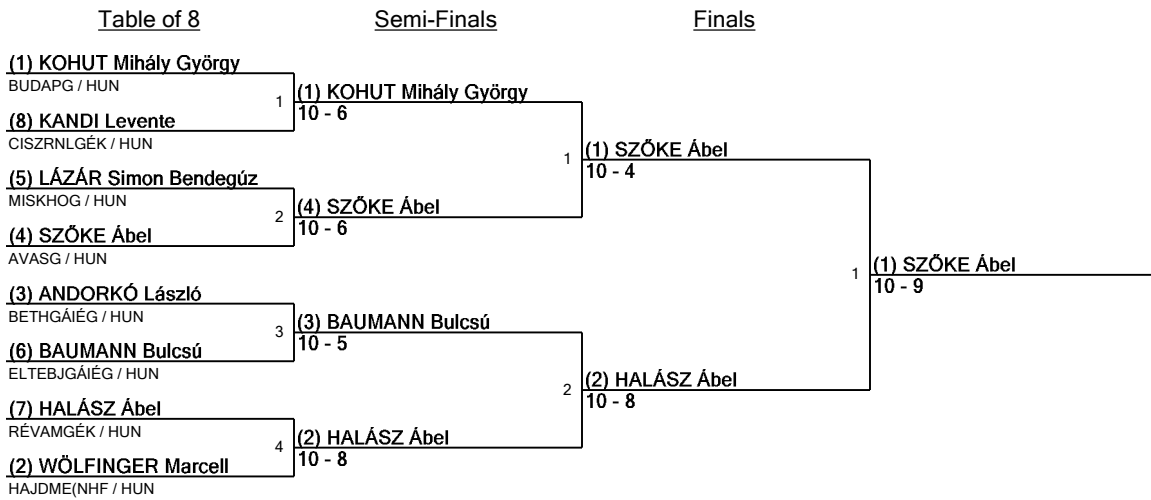 Table of 8
Semi-Finals
Finals
(1) KOHUT Mihály György
BUDAPG / HUN
1
(1) KOHUT Mihály György
10 - 6
(8) KANDI Levente
CISZRNLGÉK / HUN
1
(1) SZŐKE Ábel
10 - 4
(5) LÁZÁR Simon Bendegúz
MISKHOG / HUN
2
(4) SZŐKE Ábel
10 - 6
(4) SZŐKE Ábel
AVASG / HUN
1
(1) SZŐKE Ábel
10 - 9
(3) ANDORKÓ László
BETHGÁIÉG / HUN
3
(3) BAUMANN Bulcsú
10 - 5
(6) BAUMANN Bulcsú
ELTEBJGÁIÉG / HUN
2
(2) HALÁSZ Ábel
10 - 8
(7) HALÁSZ Ábel
RÉVAMGÉK / HUN
4
(2) HALÁSZ Ábel
10 - 8
(2) WÖLFINGER Marcell
HAJDME(NHF / HUN